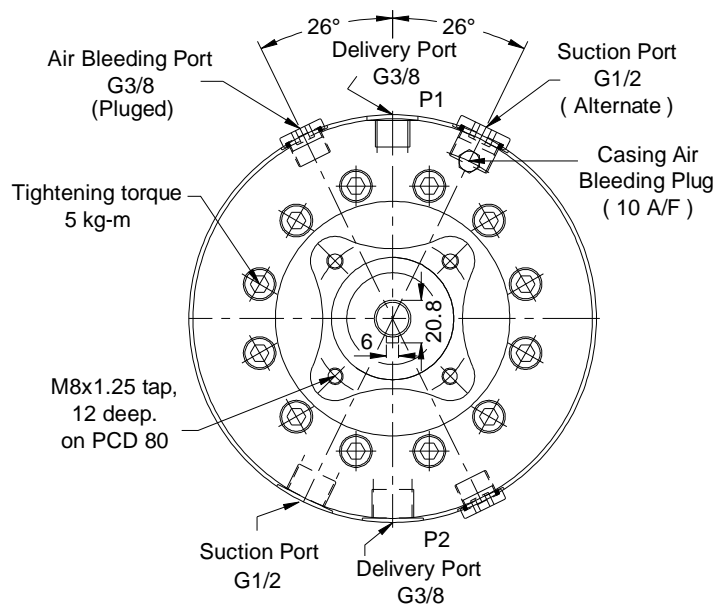 26°
26°
Air Bleeding Port
G3/8
(Pluged)
Delivery Port
G3/8
P1
Suction Port
G1/2
( Alternate )
Casing Air
Bleeding Plug
( 10 A/F )
Tightening torque
5 kg-m
20.8
6
M8x1.25 tap,
12 deep.
on PCD 80
Suction Port
G1/2
P2
Delivery Port
G3/8